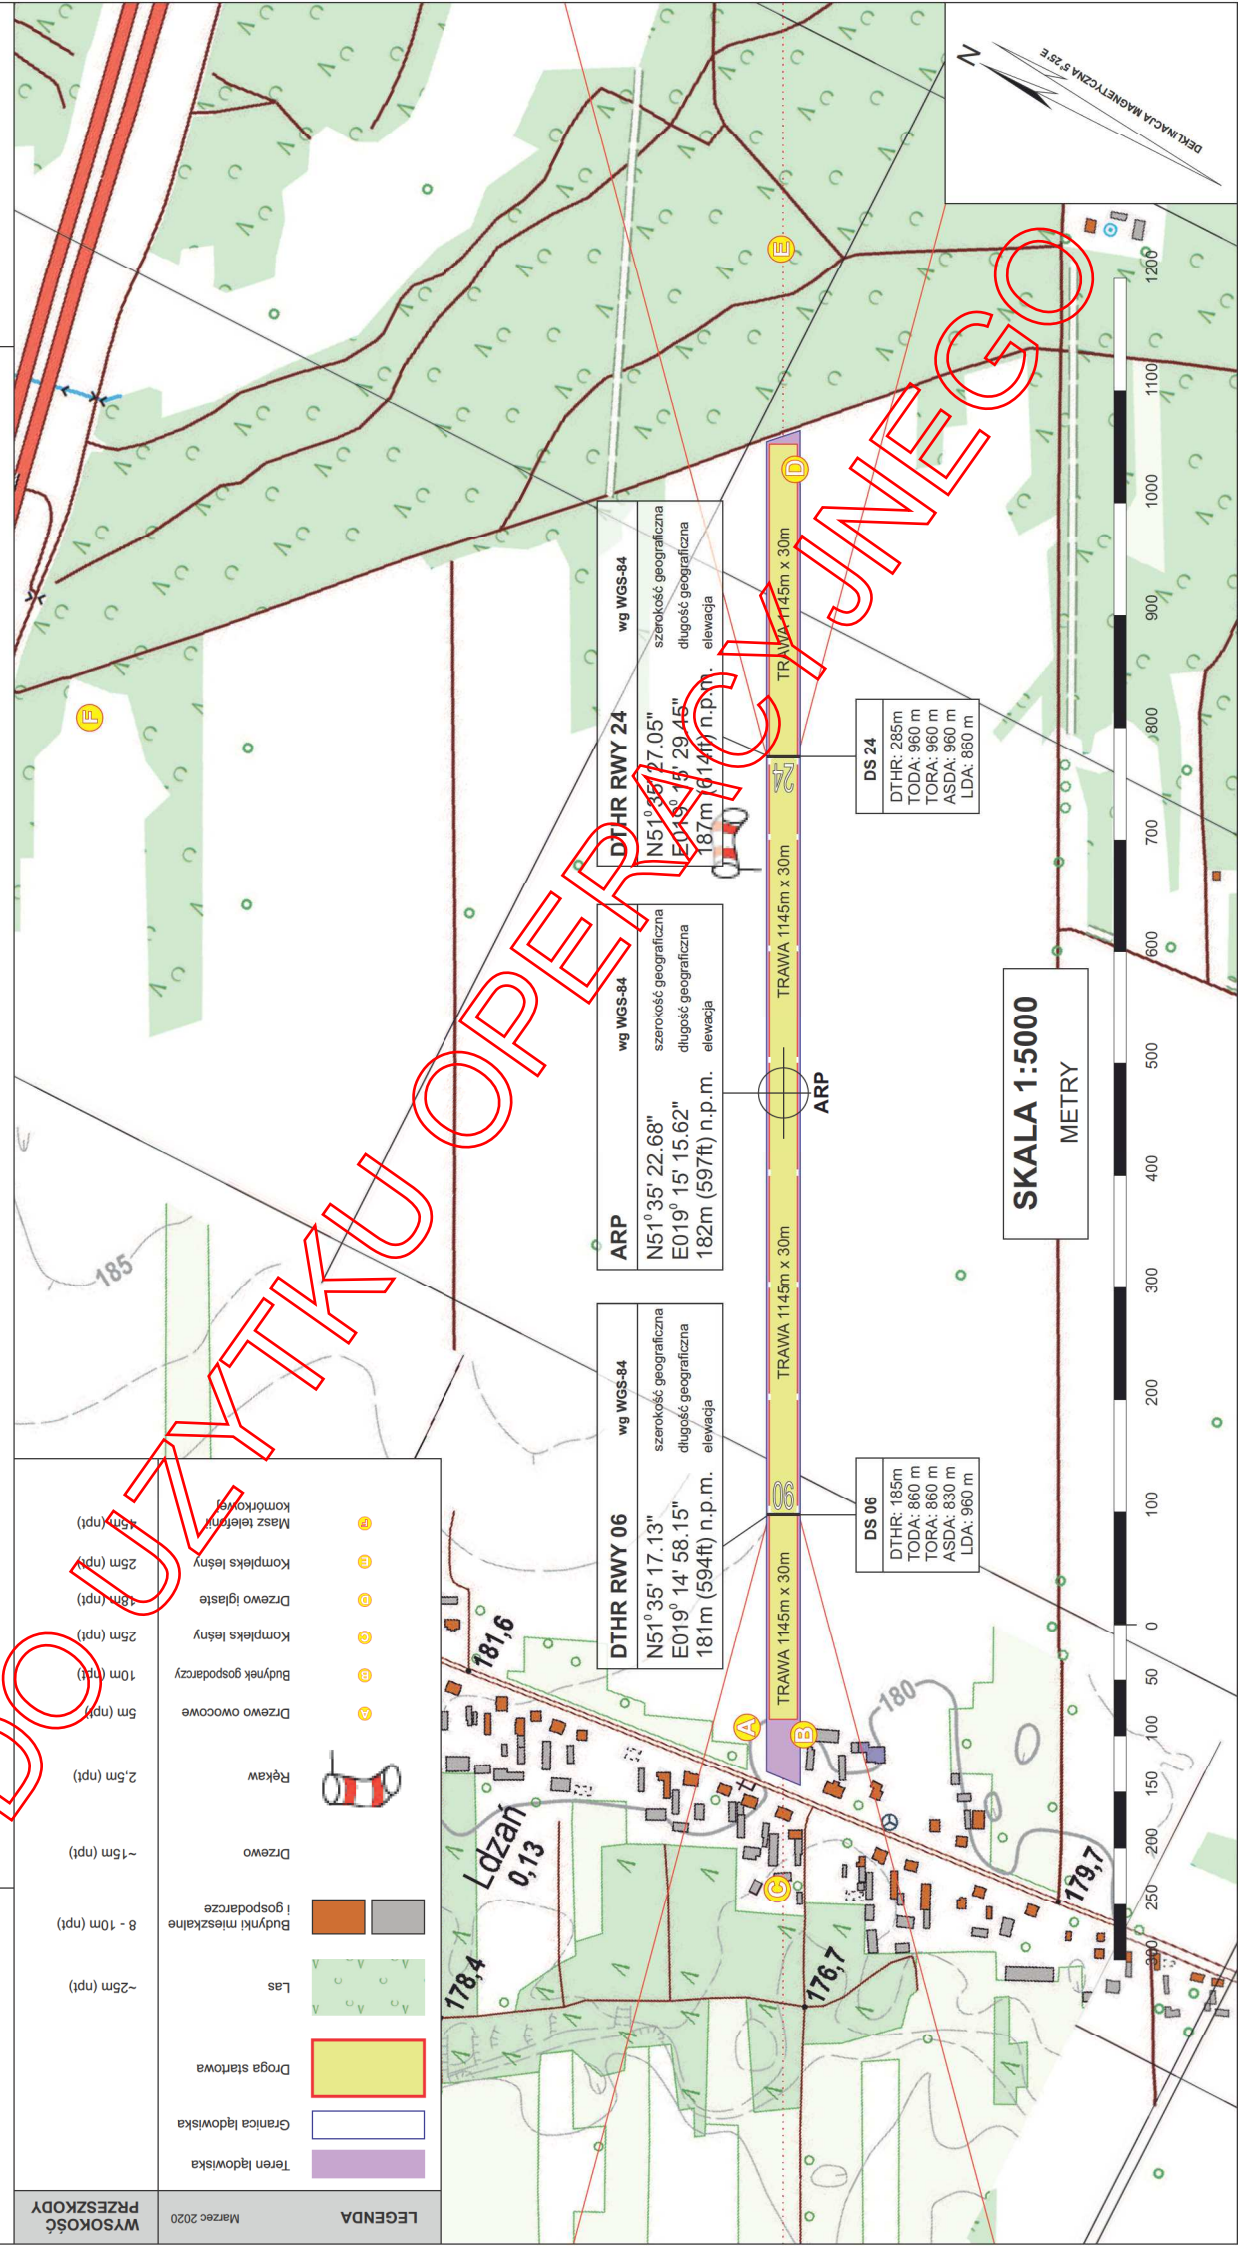 DO UZYTKU OPERACYJNEGO
N
DEKLINACJA MAGNETYCZNA 5°25'E
DTHR RWY 24 wg WGS-84
N51° 35' 27.05" szerokość geograficzna
E019° 15' 29.45" długość geograficzna
187m (614ft) n.p.m. elewacja
ARP wg WGS-84
N51° 35' 22.68" szerokość geograficzna
E019° 15' 15.62" długość geograficzna
182m (597ft) n.p.m. elewacja
DTHR RWY 06 wg WGS-84
N51° 35' 17.13" szerokość geograficzna
E019° 14' 58.15" długość geograficzna
181m (594ft) n.p.m. elewacja
TRAWA 1145m x 30m
TRAWA 1145m x 30m
TRAWA 1145m x 30m
TRAWA 1145m x 30m
06
24
ARP
DS 24
DTHR: 285m
TODA: 960 m
TORA: 960 m
ASDA: 960 m
LDA: 860 m
DS 06
DTHR: 185m
TODA: 860 m
TORA: 860 m
ASDA: 830 m
LDA: 960 m
SKALA 1:5000
METRY
300 250 200 150 100 50 0 100 200 300 400 500 600 700 800 900 1000 1100 1200
A
B
C
D
E
F
185
180
181,6
Ldzań
0,13
178,4
176,7
179,7
LEGENDA Marzec 2020 WYSOKOŚĆ
PRZESZKODY
Teren lądowiska
Granica lądowiska
Droga startowa
Las ~25m (npt)
Budynki mieszkalne
i gospodarcze 8 - 10m (npt)
Drzewo ~15m (npt)
Rękaw 2,5m (npt)
A Drzewo owocowe 5m (npt)
B Budynek gospodarczy 10m (npt)
C Kompleks leśny 25m (npt)
D Drzewo iglaste 18m (npt)
E Kompleks leśny 25m (npt)
F Masz telefonii
komórkowej 45m (npt)